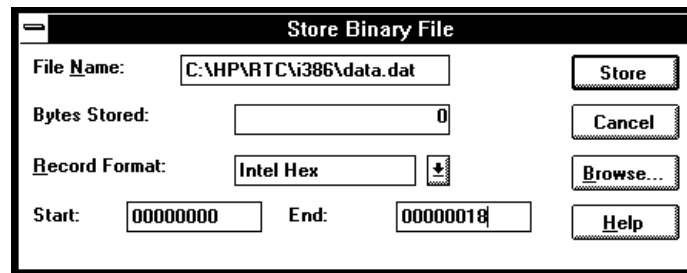 Store Binary File
File Name: C:\HP\RTC\i386\data.dat Store
Bytes Stored: 0 Cancel
Record Format: Intel Hex Browse...
Start: 00000000 End: 00000018 Help